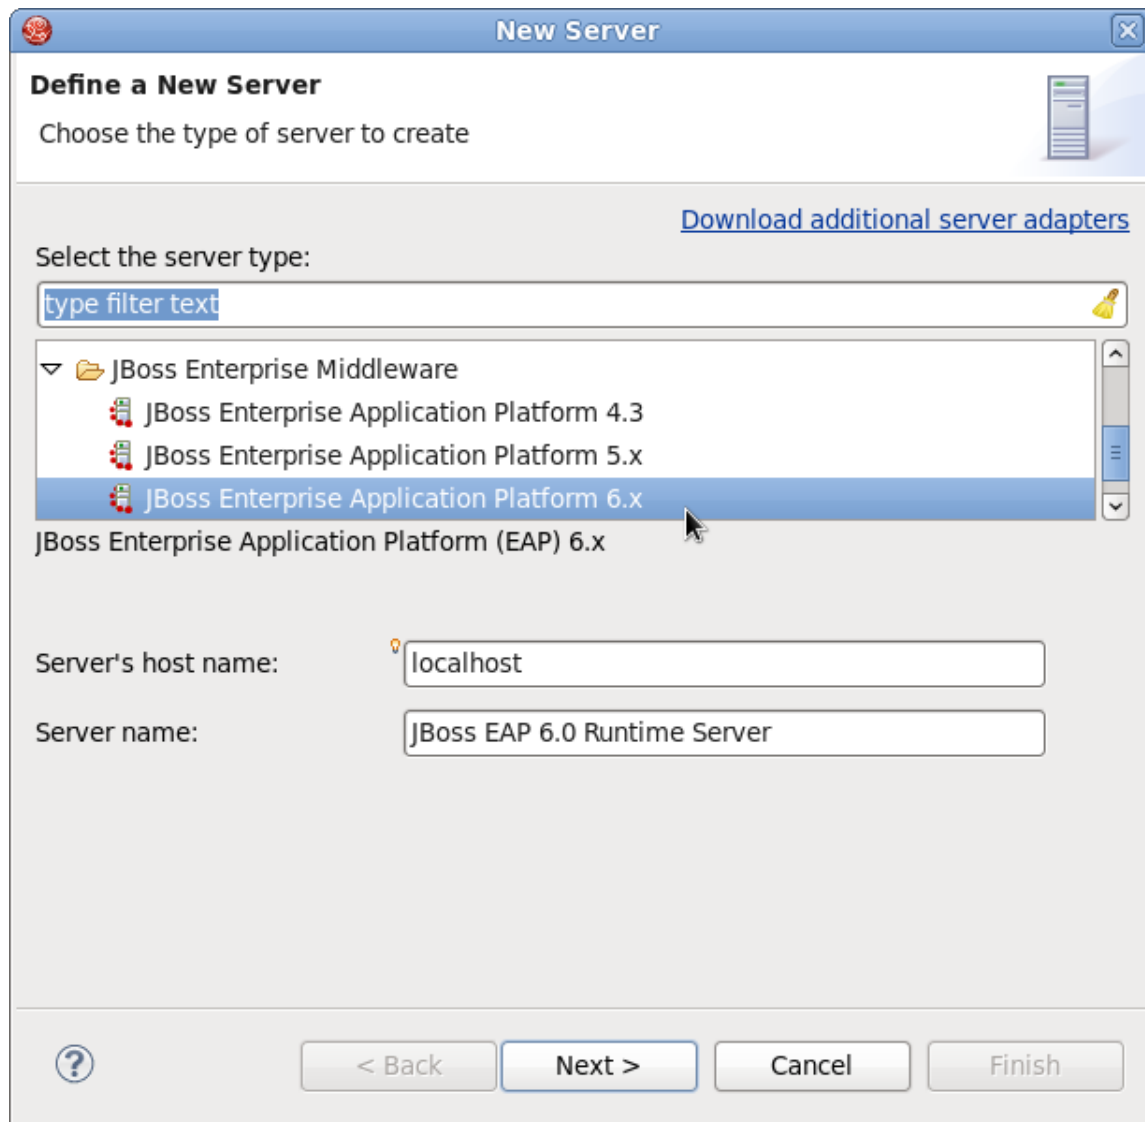 New Server
Define a New Server
Choose the type of server to create
Download additional server adapters
Select the server type:
type filter text
JBoss Enterprise Middleware
JBoss Enterprise Application Platform 4.3
JBoss Enterprise Application Platform 5.x
JBoss Enterprise Application Platform 6.x
JBoss Enterprise Application Platform (EAP) 6.x
Server's host name: localhost
Server name: JBoss EAP 6.0 Runtime Server
? < Back Next > Cancel Finish